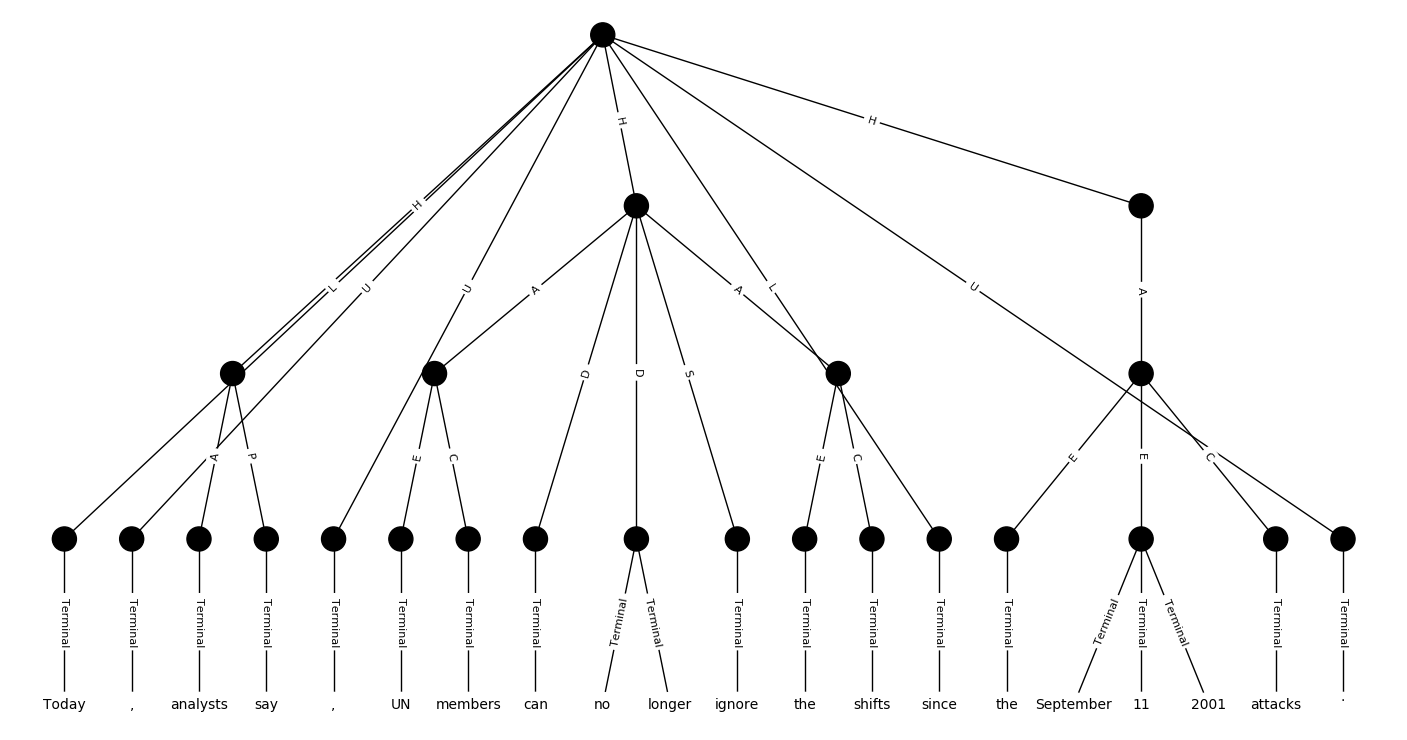 H
H
H
L
U
U
A
A
L
U
A
D
D
S
A
P
E
C
E
C
E
E
C
Terminal Terminal Terminal Terminal Terminal Terminal Terminal Terminal Terminal Terminal Terminal Terminal Terminal Terminal Terminal Terminal Terminal Terminal Terminal Terminal
Today , analysts say , UN members can no longer ignore the shifts since the September 11 2001 attacks .